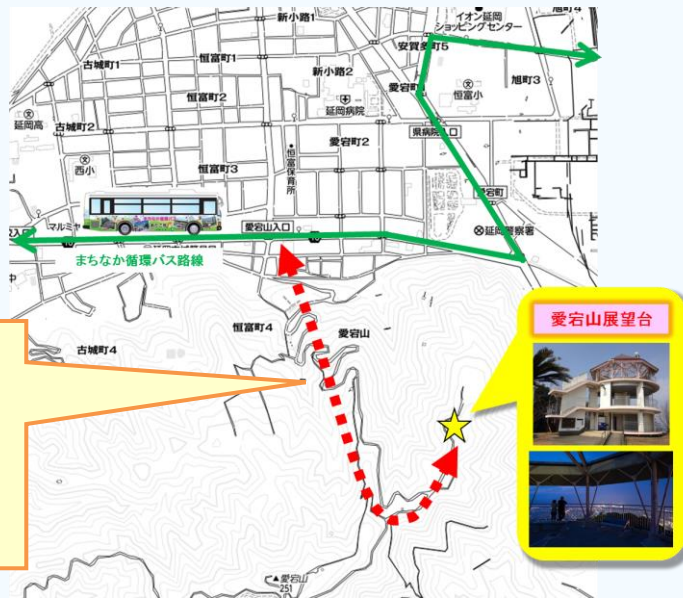 新小路1
イオン延岡
ショッピングセンター
旭町4
安賀多町5
古城町1
恒富町1
新小路2
愛宕町
旭町3
恒富町2
恒富小
延岡病院
延岡高
古城町2
県病院入口
愛宕町2
恒富保育所
恒富町3
西小
愛宕町
マルミヤ
愛宕山入口
延岡警察署
まちなか循環バス路線
恒富町4
愛宕山
古城町4
愛宕山展望台
愛宕山
251